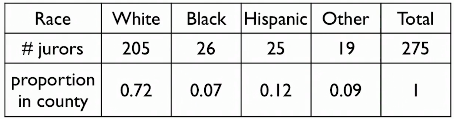 Race White Black Hispanic Other Total
# jurors 205 26 25 19 275
proportion
in county 0.72 0.07 0.12 0.09 1